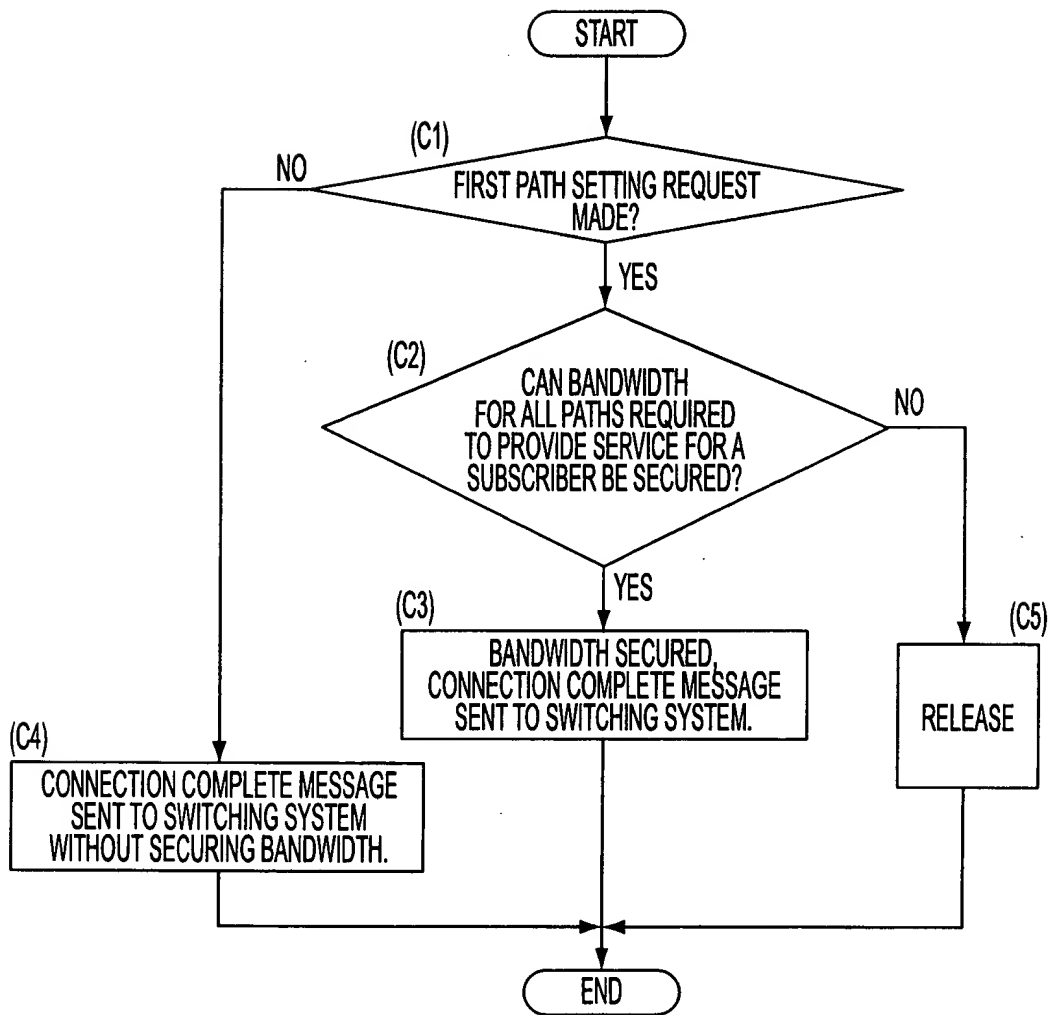 START
(C1)
NO
FIRST PATH SETTING REQUEST
MADE?
YES
(C2)
CAN BANDWIDTH
FOR ALL PATHS REQUIRED
TO PROVIDE SERVICE FOR A
SUBSCRIBER BE SECURED?
NO
YES
(C3)
BANDWIDTH SECURED,
CONNECTION COMPLETE MESSAGE
SENT TO SWITCHING SYSTEM.
(C5)
RELEASE
(C4)
CONNECTION COMPLETE MESSAGE
SENT TO SWITCHING SYSTEM
WITHOUT SECURING BANDWIDTH.
END